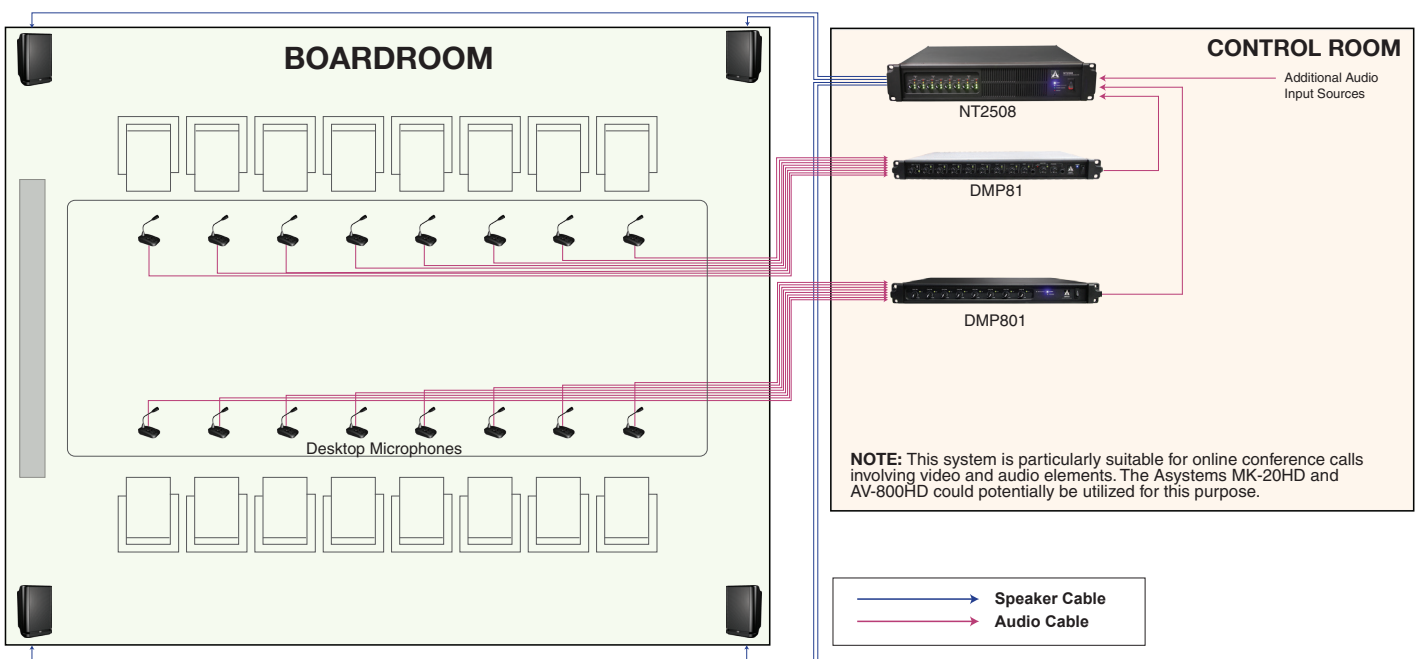 BOARDROOM
CONTROL ROOM
Additional Audio
Input Sources
NT2508
DMP81
DMP801
Desktop Microphones
NOTE: This system is particularly suitable for online conference calls
involving video and audio elements. The Asystems MK-20HD and
AV-800HD could potentially be utilized for this purpose.
Speaker Cable
Audio Cable